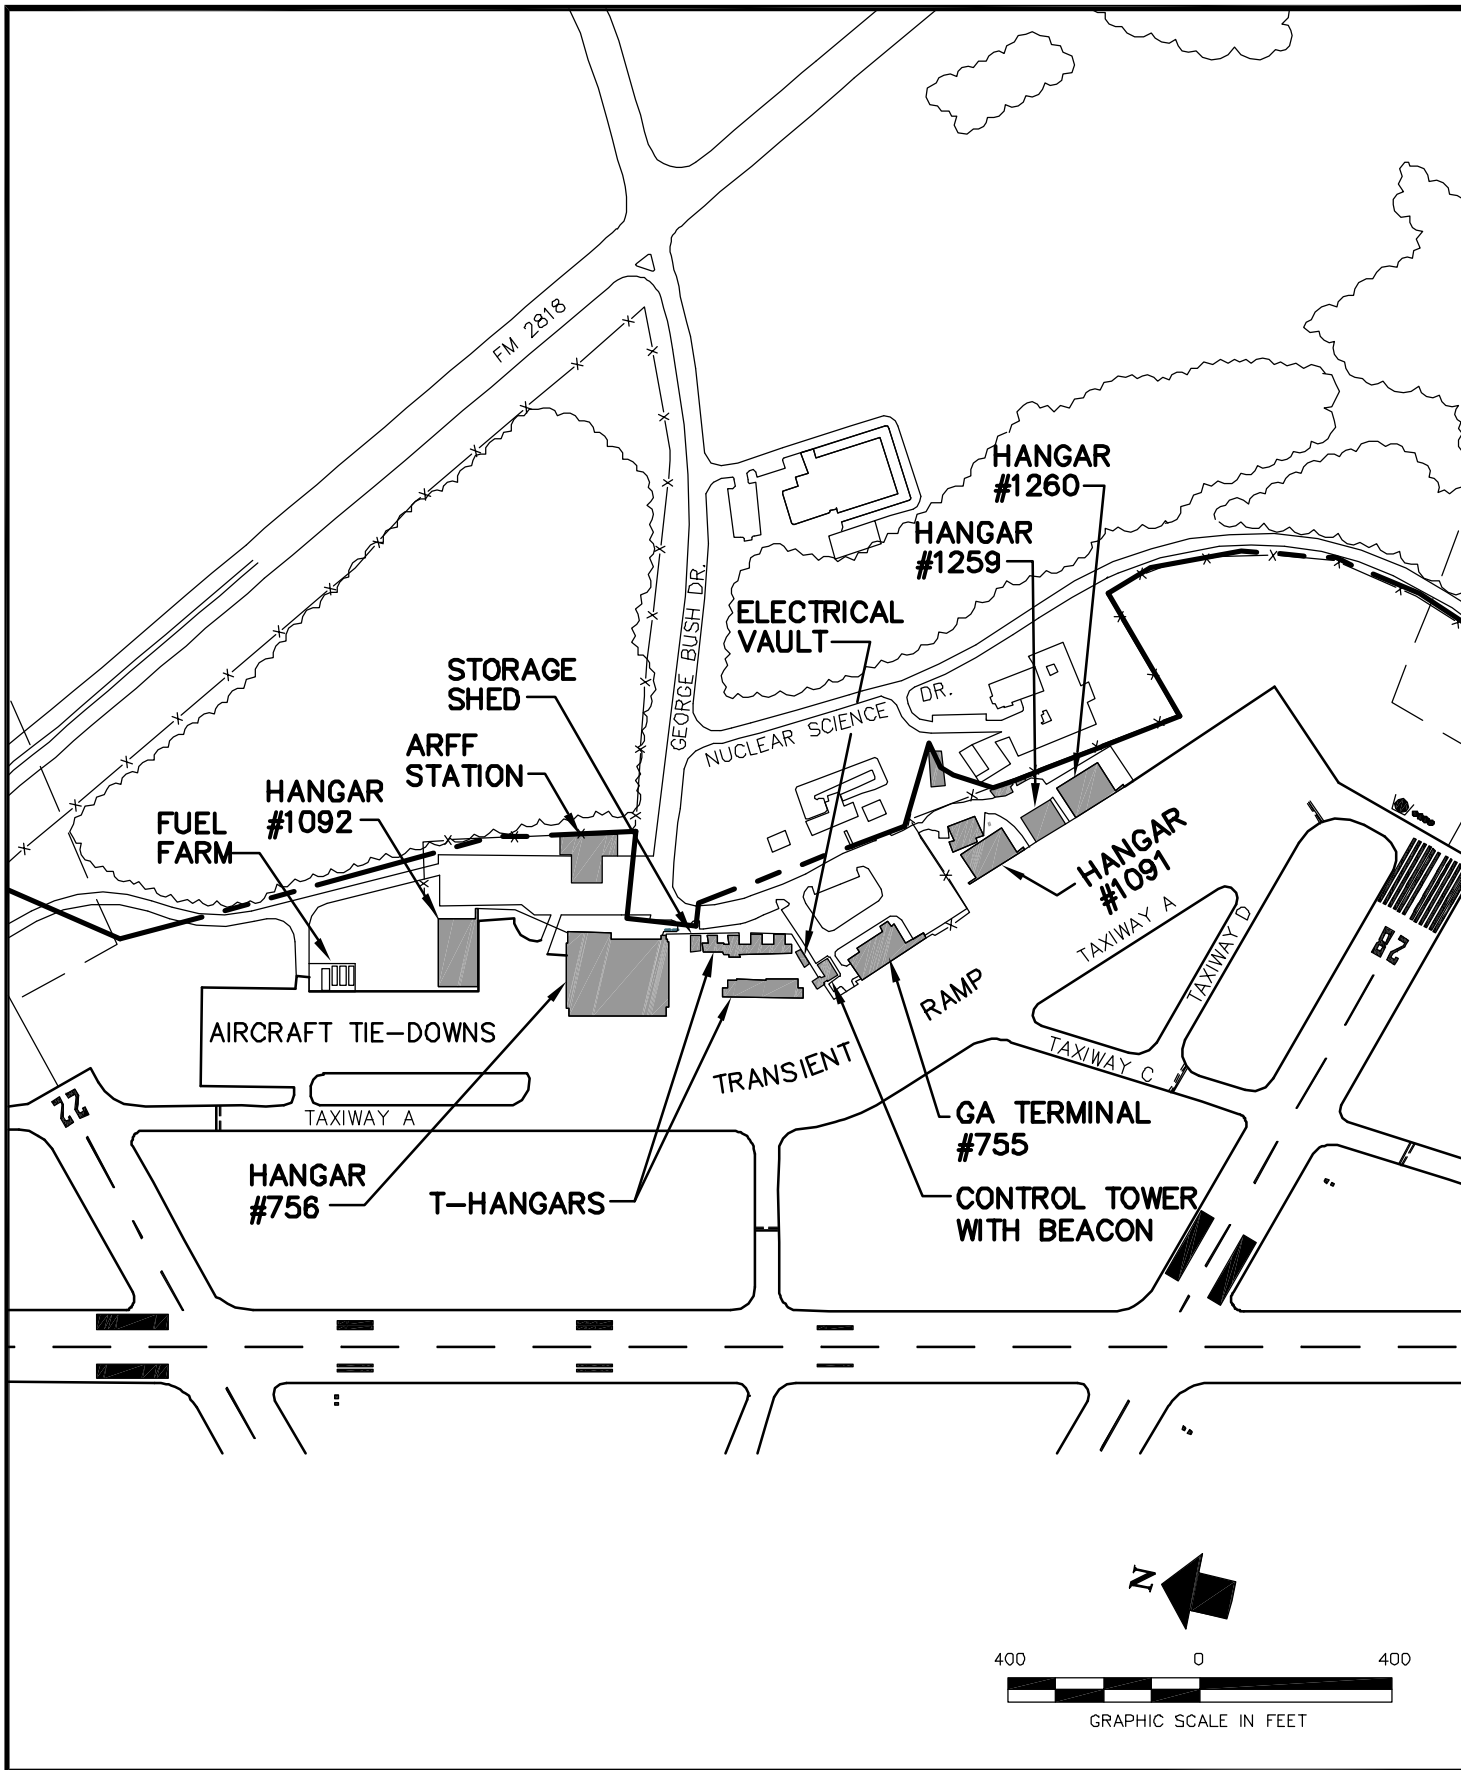 FM 2818
HANGAR
#1260
HANGAR
#1259
ELECTRICAL
VAULT
GEORGE BUSH DR.
STORAGE
SHED
DR.
NUCLEAR SCIENCE
ARFF
STATION
HANGAR
#1092
FUEL
FARM
HANGAR
#1091
TAXIWAY A
TAXIWAY D
28
RAMP
AIRCRAFT TIE-DOWNS
TRANSIENT
TAXIWAY C
22
TAXIWAY A
GA TERMINAL
#755
HANGAR
#756
T-HANGARS
CONTROL TOWER
WITH BEACON
N
400 0 400
GRAPHIC SCALE IN FEET